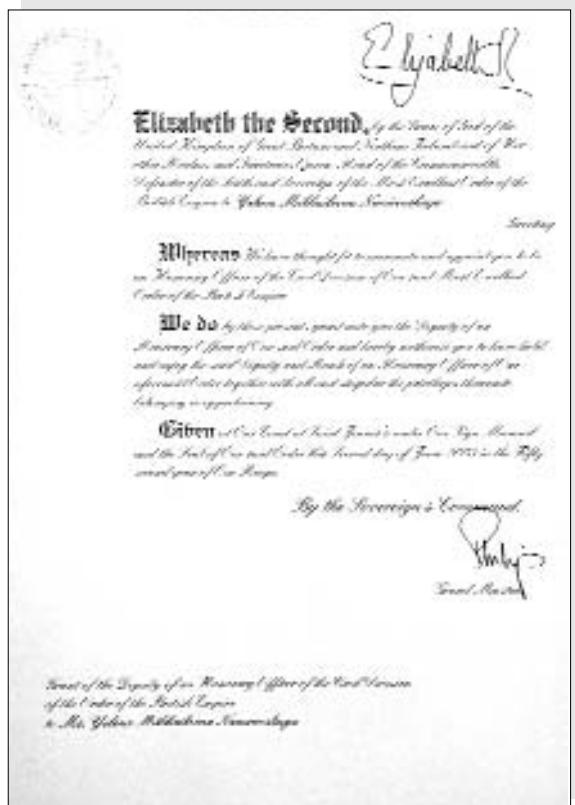 Elizabeth R
Elizabeth the Second, by the Grace of God of the
United Kingdom of Great Britain and Northern Ireland and of Her
other Realms and Territories Queen, Head of the Commonwealth,
Defender of the Faith and Sovereign of the Most Excellent Order of the
British Empire to Yelena Mikhailovna
Greeting
Whereas We have thought fit to nominate and appoint you to be
an Honorary Officer of the Civil Division of Our said Most Excellent
Order of the British Empire
We do by these presents grant unto you the Dignity of an
Honorary Officer of Our said Order and hereby authorise you to have hold
and enjoy the said Dignity and Rank of an Honorary Officer of Our
aforesaid Order together with all and singular the privileges thereunto
belonging or appertaining.
Given at Our Court at Saint James's under Our Sign Manual
and the Seal of Our said Order this Second day of June in the Fifty
second year of Our Reign.
By the Sovereign's Command.
Philip
Grand Master
Grant of the Dignity of an Honorary Officer of the Civil Division
of the Order of the British Empire
to Yelena Mikhailovna